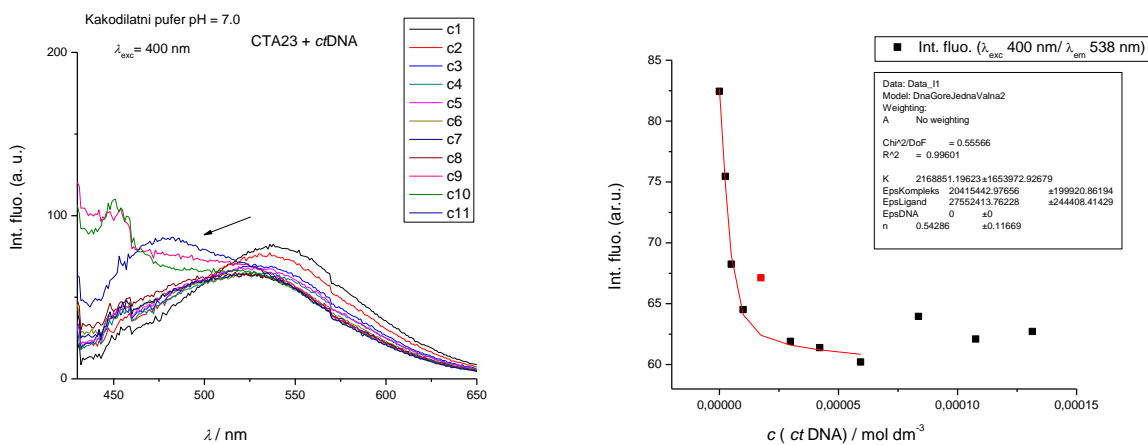 Kakodilatni pufer pH = 7.0
λexc= 400 nm
CTA23 + ctDNA
c1
c2
c3
c4
c5
c6
c7
c8
c9
c10
c11
200
100
0
Int. fluo. (a. u.)
450 500 550 600 650
λ / nm
Int. fluo. (λexc 400 nm/ λem 538 nm)
Data: Data_I1
Model: DnaGoreJednaValna2
Weighting:
A No weighting
Chi^2/DoF = 0.55566
R^2 = 0.99601
K 2168851.19623 ±1653972.92679
EpsKompleks 20415442.97656 ±199920.86194
EpsLigand 27552413.76228 ±244408.41429
EpsDNA 0 ±0
n 0.54286 ±0.11669
85
80
75
70
65
60
Int. fluo. (ar.u.)
0,00000 0,00005 0,00010 0,00015
c ( ct DNA) / mol dm-3